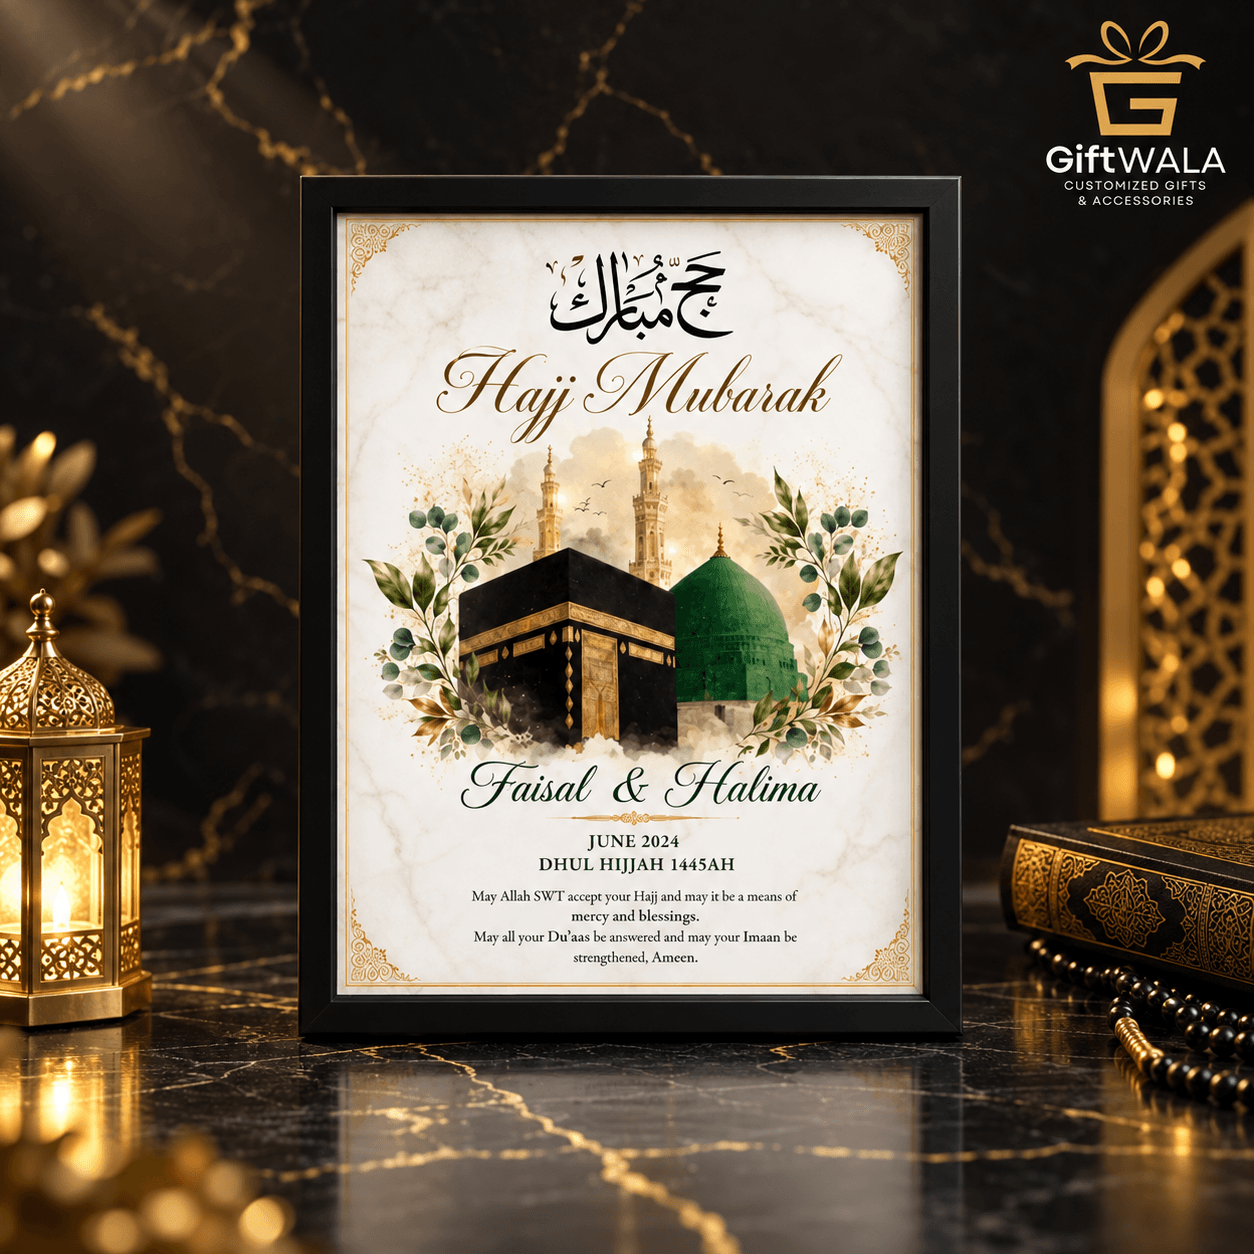 GiftWALA
CUSTOMIZED GIFTS
& ACCESSORIES
حج مُبارك
Hajj Mubarak
Faisal & Halima
JUNE 2024
DHUL HIJJAH 1445AH
May Allah SWT accept your Hajj and may it be a means of
mercy and blessings.
May all your Du’aas be answered and may your Imaan be
strengthened, Ameen.